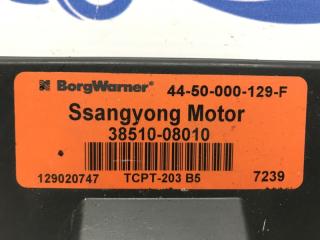 BorgWarner® 44-50-000-129-F
Ssangyong Motor
38510-08010
129020747 TCPT-203 B5 7239